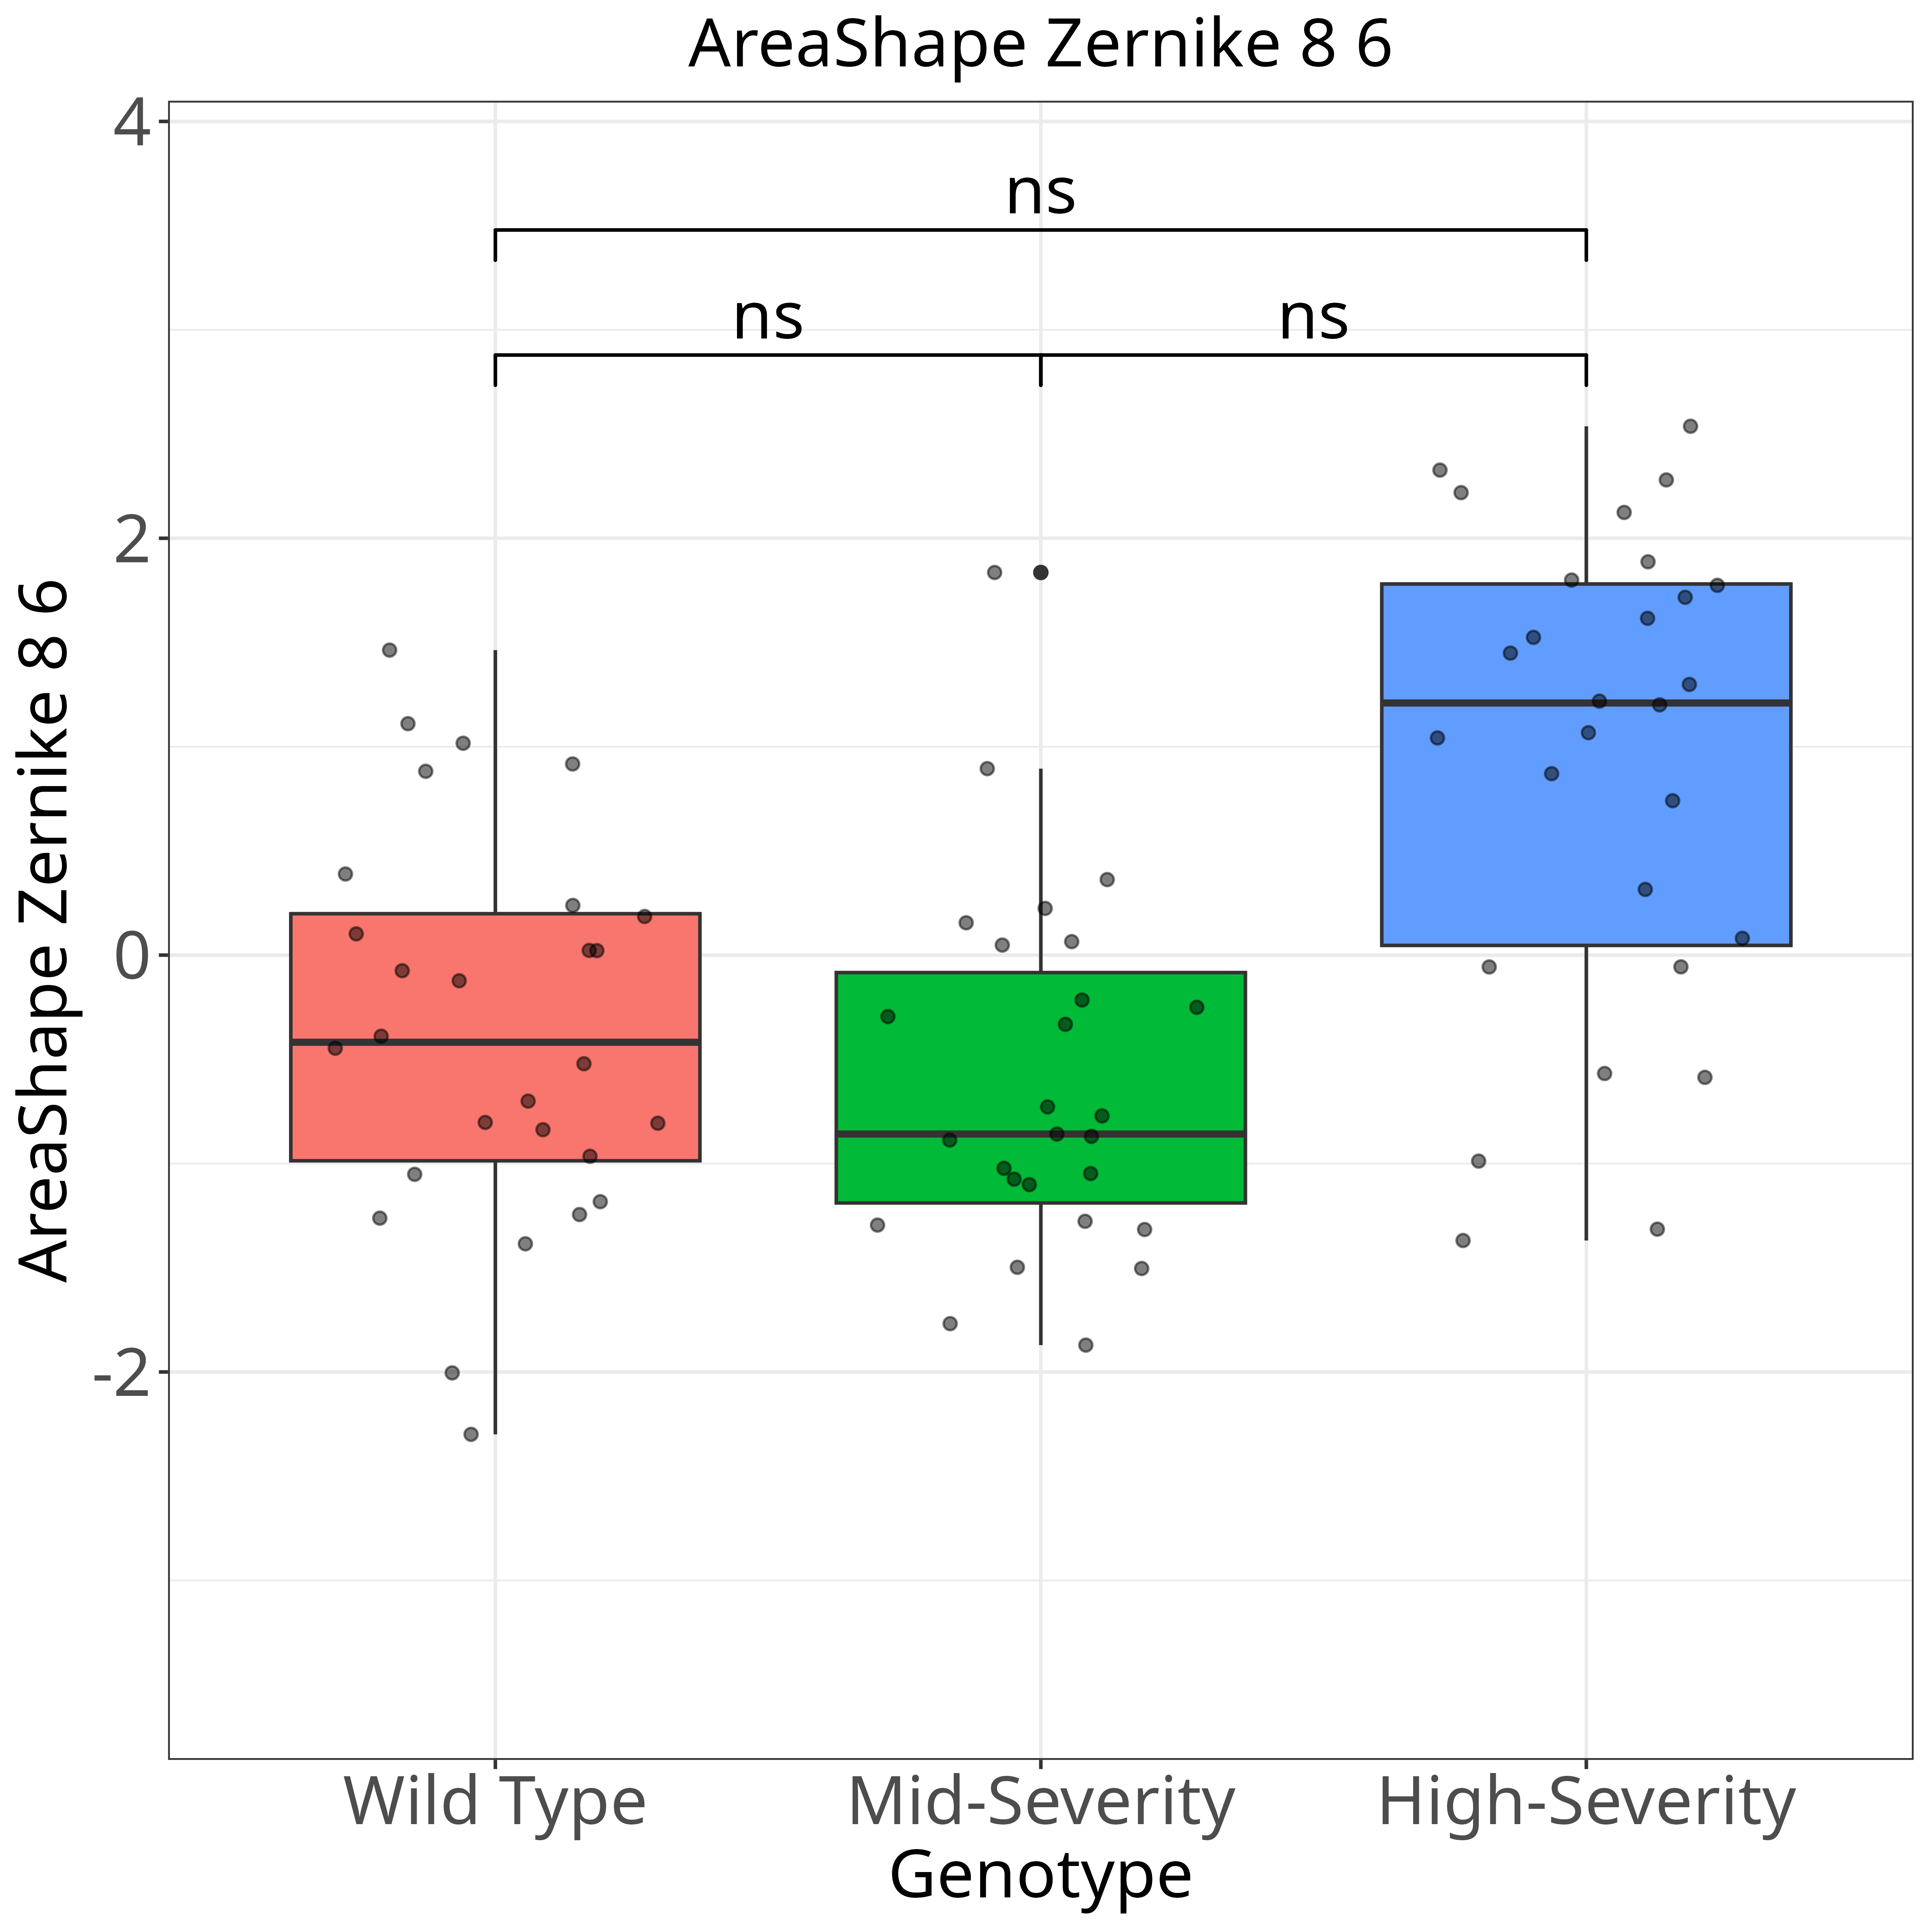 AreaShape Zernike 8 6
4
ns
ns ns
2
AreaShape Zernike 8 6
0
-2
Wild Type Mid-Severity High-Severity
Genotype